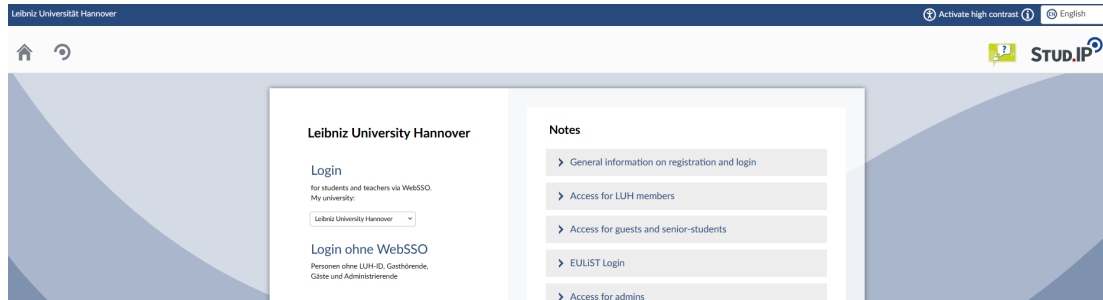 Leibniz Universität Hannover
Activate high contrast
EN English
?
STUD.IP
Leibniz University Hannover
Login
for students and teachers via WebSSO.
My university:
Leibniz University Hannover
Login ohne WebSSO
Personen ohne LUH-ID, Gasthörende,
Gäste und Administrierende
Notes
General information on registration and login
Access for LUH members
Access for guests and senior-students
EULiST Login
Access for admins